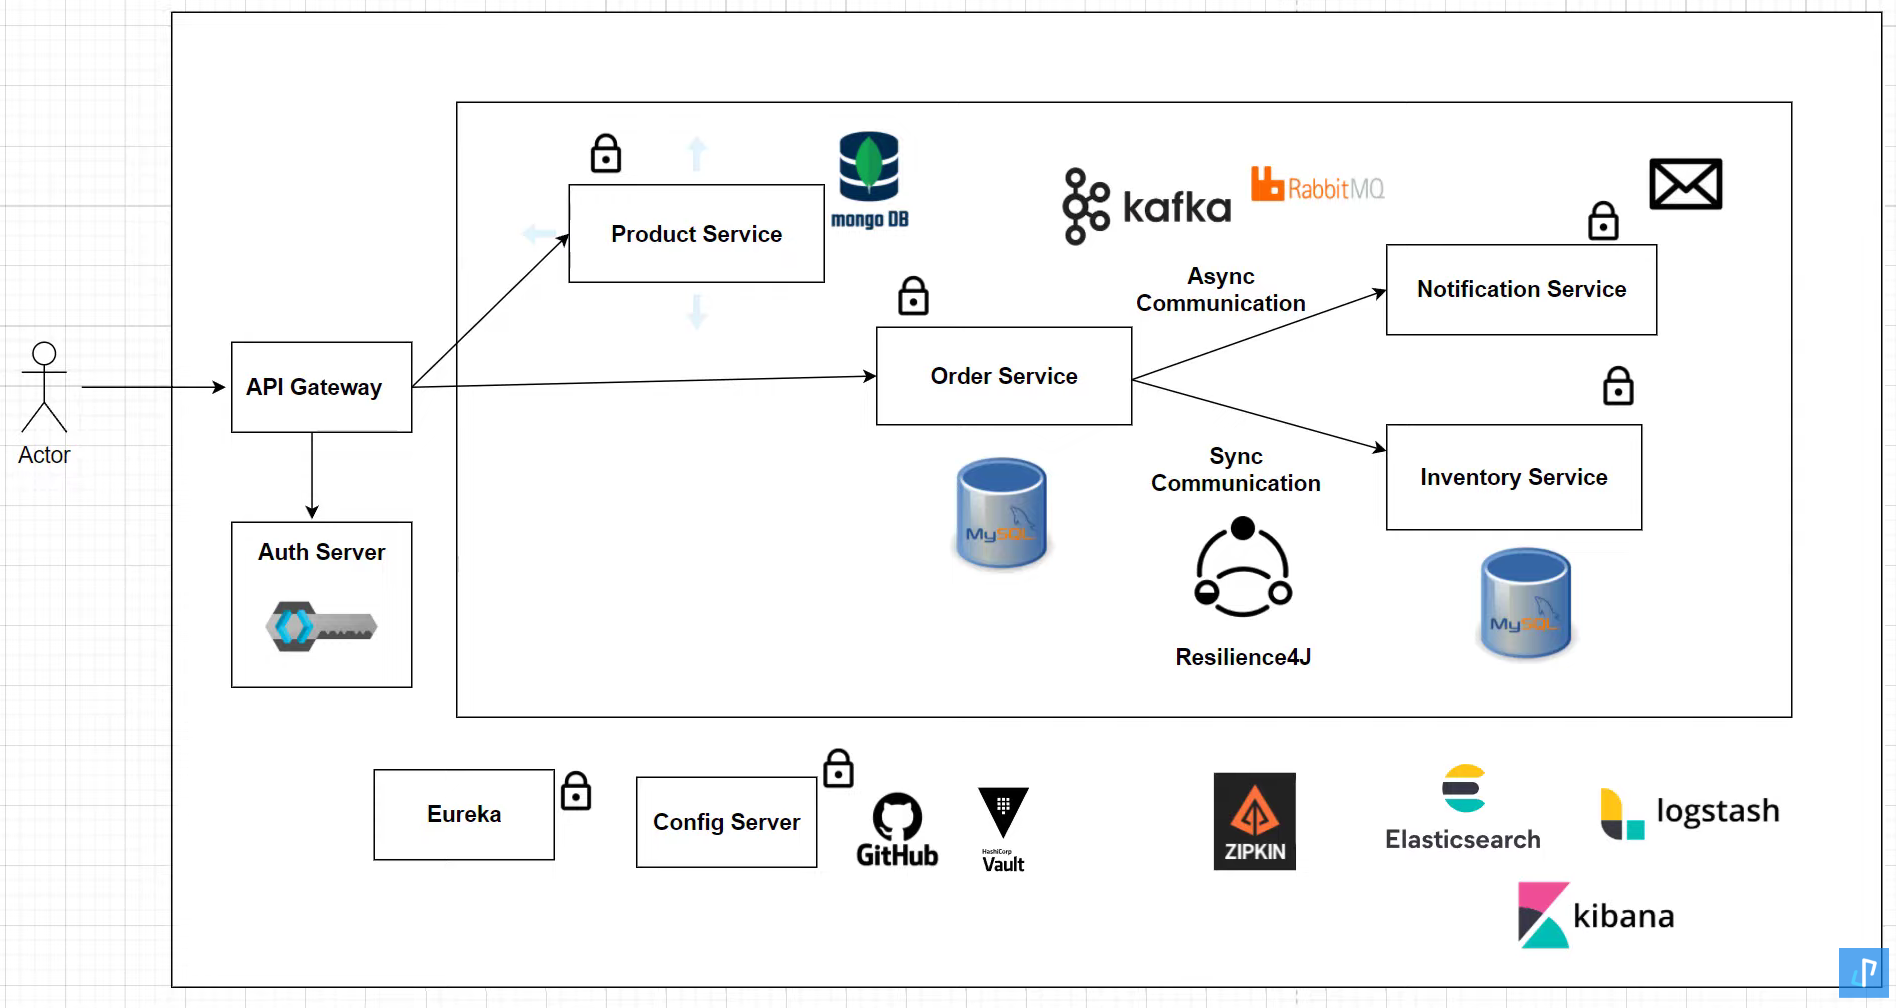 mongo DB
Product Service
kafka
RabbitMQ
Async
Communication
Notification Service
Order Service
API Gateway
Actor
Sync
Communication
Inventory Service
MySQL
Resilience4J
MySQL
Auth Server
Eureka
Config Server
GitHub
HashiCorp
Vault
ZIPKIN
Elasticsearch
logstash
kibana